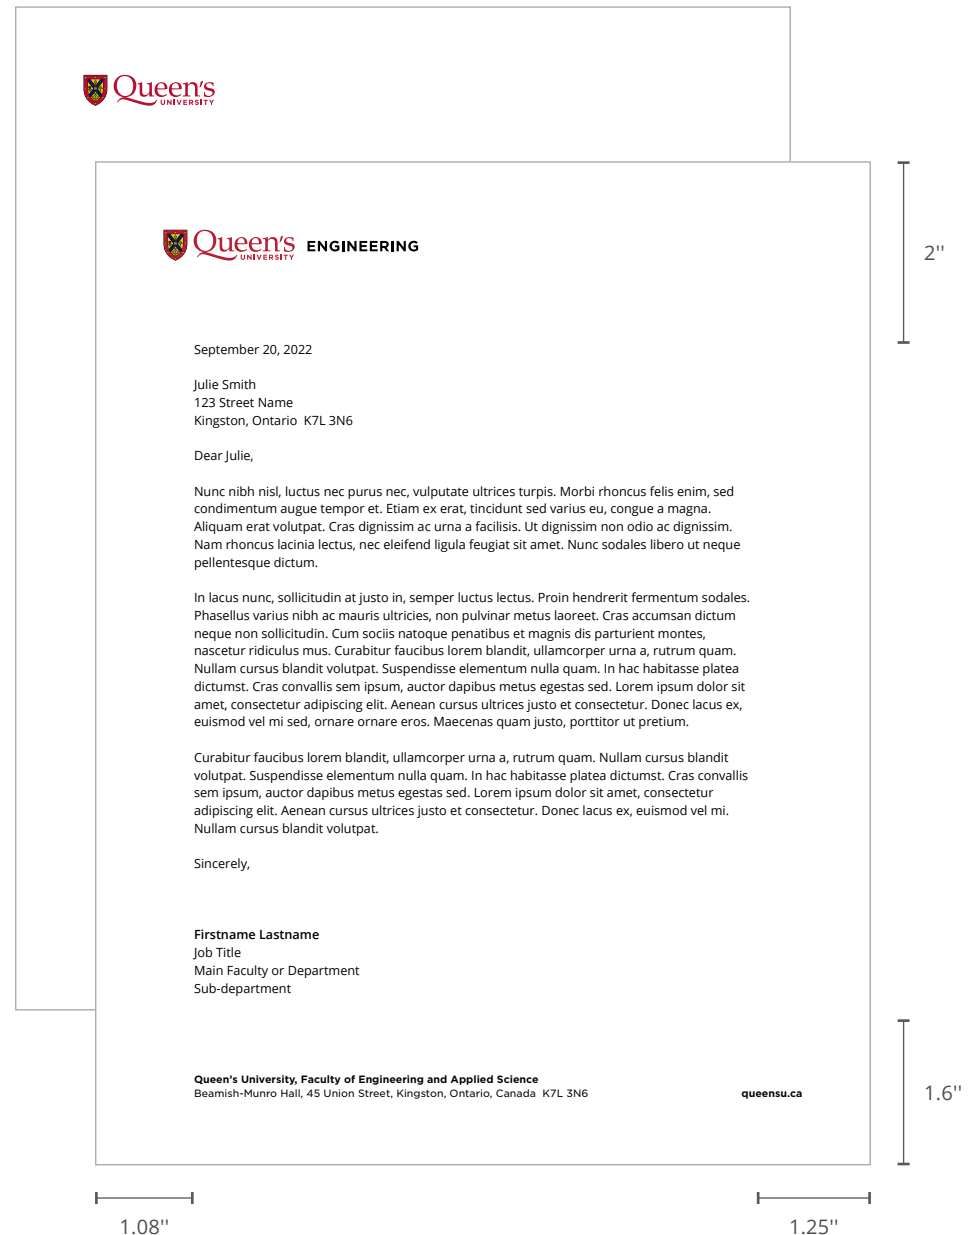 Queen's
UNIVERSITY
Queen's
UNIVERSITY
ENGINEERING
2''
September 20, 2022
Julie Smith
123 Street Name
Kingston, Ontario  K7L 3N6
Dear Julie,
Nunc nibh nisl, luctus nec purus nec, vulputate ultrices turpis. Morbi rhoncus felis enim, sed
condimentum augue tempor et. Etiam ex erat, tincidunt sed varius eu, congue a magna.
Aliquam erat volutpat. Cras dignissim ac urna a facilisis. Ut dignissim non odio ac dignissim.
Nam rhoncus lacinia lectus, nec eleifend ligula feugiat sit amet. Nunc sodales libero ut neque
pellentesque dictum.
In lacus nunc, sollicitudin at justo in, semper luctus lectus. Proin hendrerit fermentum sodales.
Phasellus varius nibh ac mauris ultricies, non pulvinar metus laoreet. Cras accumsan dictum
neque non sollicitudin. Cum sociis natoque penatibus et magnis dis parturient montes,
nascetur ridiculus mus. Curabitur faucibus lorem blandit, ullamcorper urna a, rutrum quam.
Nullam cursus blandit volutpat. Suspendisse elementum nulla quam. In hac habitasse platea
dictumst. Cras convallis sem ipsum, auctor dapibus metus egestas sed. Lorem ipsum dolor sit
amet, consectetur adipiscing elit. Aenean cursus ultrices justo et consectetur. Donec lacus ex,
euismod vel mi sed, ornare ornare eros. Maecenas quam justo, porttitor ut pretium.
Curabitur faucibus lorem blandit, ullamcorper urna a, rutrum quam. Nullam cursus blandit
volutpat. Suspendisse elementum nulla quam. In hac habitasse platea dictumst. Cras convallis
sem ipsum, auctor dapibus metus egestas sed. Lorem ipsum dolor sit amet, consectetur
adipiscing elit. Aenean cursus ultrices justo et consectetur. Donec lacus ex, euismod vel mi.
Nullam cursus blandit volutpat.
Sincerely,
Firstname Lastname
Job Title
Main Faculty or Department
Sub-department
Queen's University, Faculty of Engineering and Applied Science
Beamish-Munro Hall, 45 Union Street, Kingston, Ontario, Canada  K7L 3N6
queensu.ca
1.6''
1.08''
1.25''